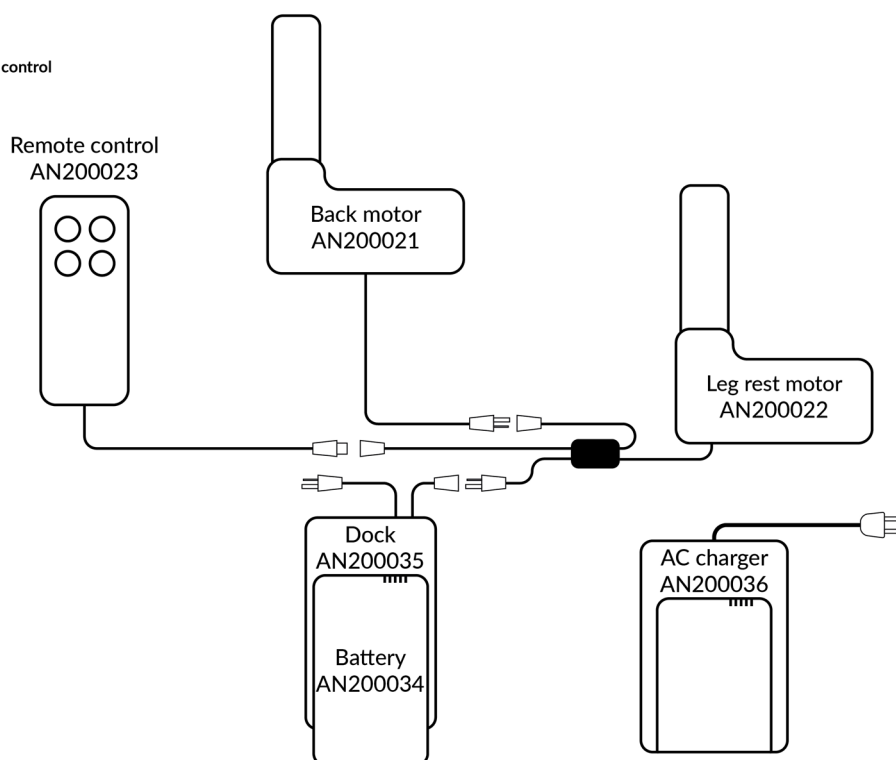 control
Remote control
AN200023
Back motor
AN200021
Leg rest motor
AN200022
Dock
AN200035
Battery
AN200034
AC charger
AN200036